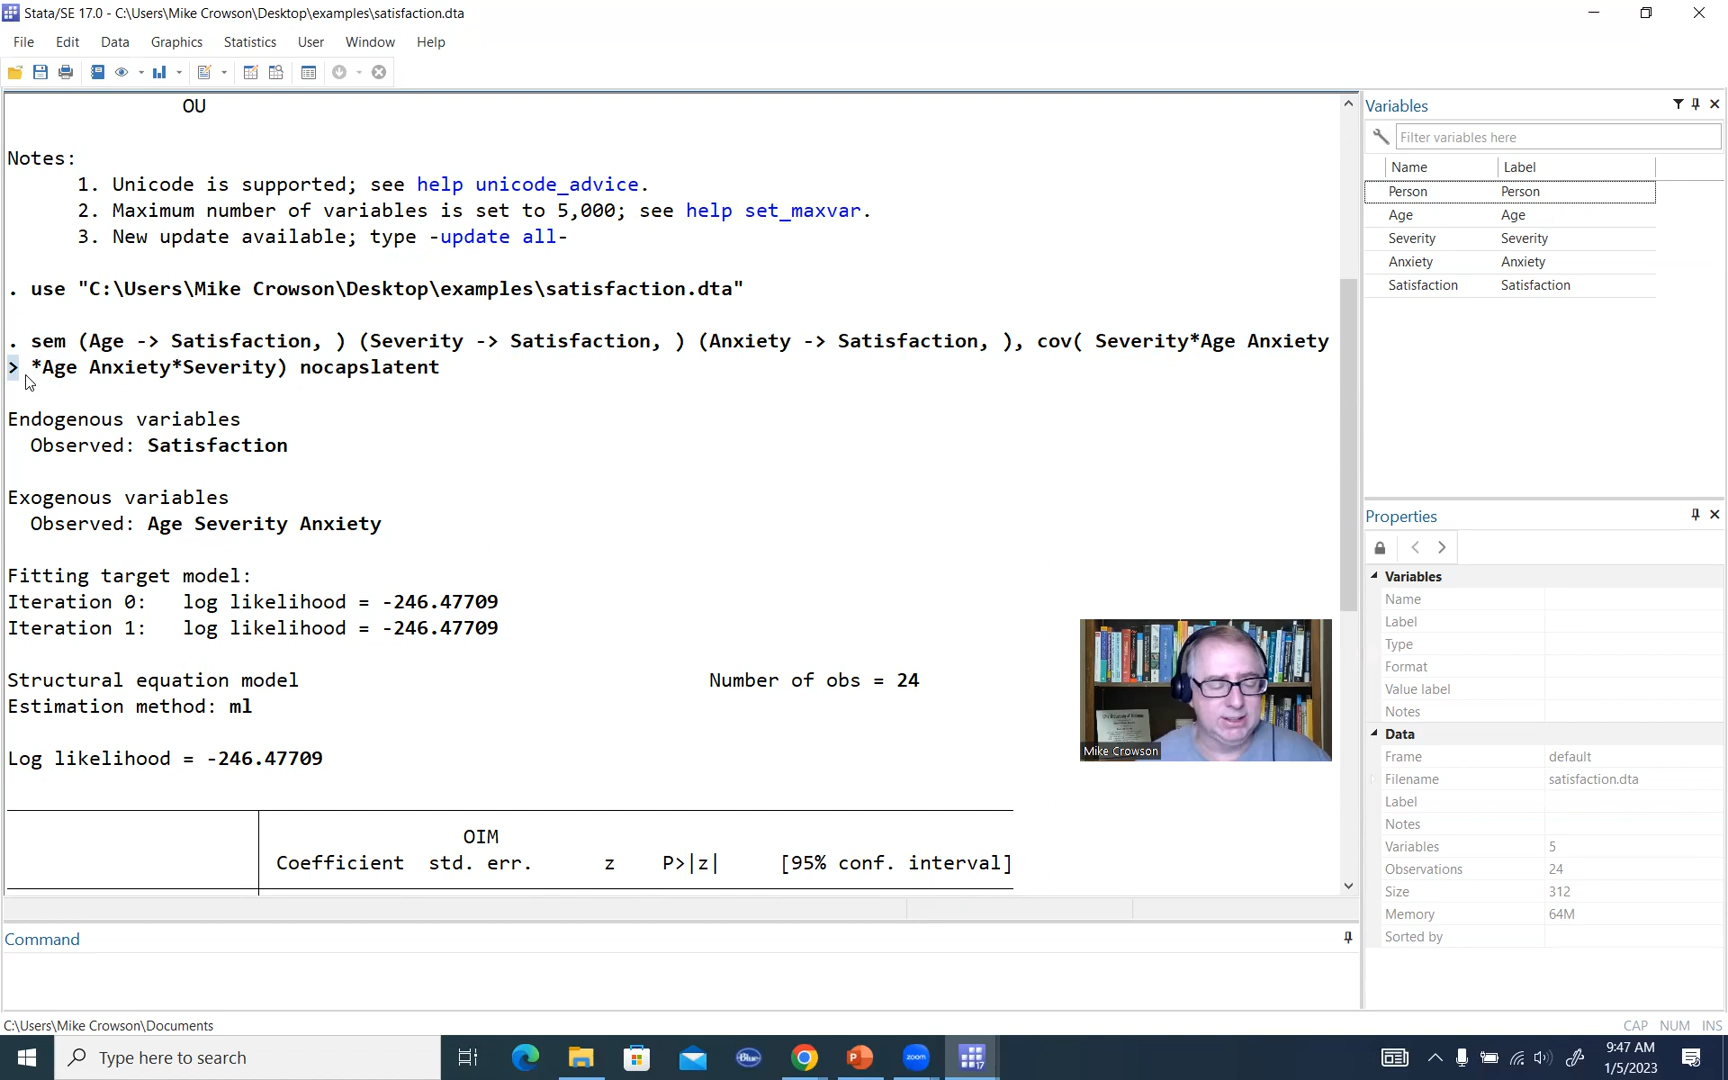 Stata/SE 17.0 - C:\Users\Mike Crowson\Desktop\examples\satisfaction.dta
File Edit Data Graphics Statistics User Window Help
OU
Notes:
1. Unicode is supported; see help unicode_advice.
2. Maximum number of variables is set to 5,000; see help set_maxvar.
3. New update available; type -update all-
. use "C:\Users\Mike Crowson\Desktop\examples\satisfaction.dta"
. sem (Age -> Satisfaction, ) (Severity -> Satisfaction, ) (Anxiety -> Satisfaction, ), cov( Severity*Age Anxiety
> *Age Anxiety*Severity) nocapslatent
Endogenous variables
Observed: Satisfaction
Exogenous variables
Observed: Age Severity Anxiety
Fitting target model:
Iteration 0: log likelihood = -246.47709
Iteration 1: log likelihood = -246.47709
Structural equation model Number of obs = 24
Estimation method: ml
Log likelihood = -246.47709
OIM
Coefficient std. err. z P>|z| [95% conf. interval]
Mike Crowson
Command
Variables
Filter variables here
Name Label
Person Person
Age Age
Severity Severity
Anxiety Anxiety
Satisfaction Satisfaction
Properties
Variables
Name
Label
Type
Format
Value label
Notes
Data
Frame default
Filename satisfaction.dta
Label
Notes
Variables 5
Observations 24
Size 312
Memory 64M
Sorted by
C:\Users\Mike Crowson\Documents
CAP NUM INS
Type here to search
Blue
zoom
17
9:47 AM
1/5/2023